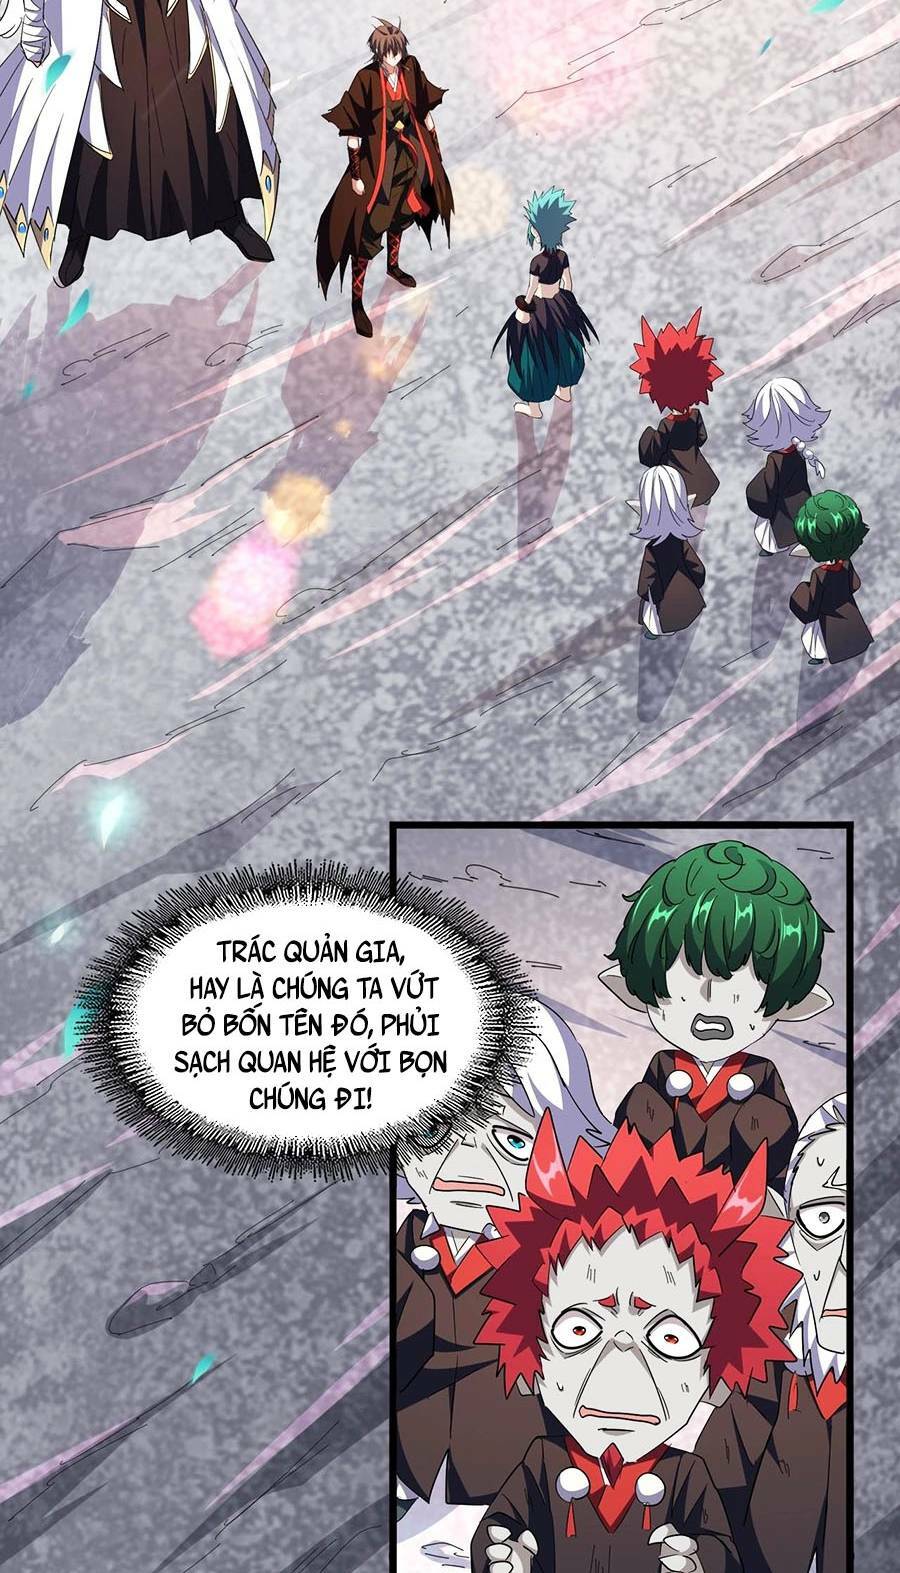 TRÁC QUẢN GIA,
HAY LÀ CHÚNG TA VỨT
BỎ BỐN TÊN ĐÓ, PHỦI
SẠCH QUAN HỆ VỚI BỌN
CHÚNG ĐI!